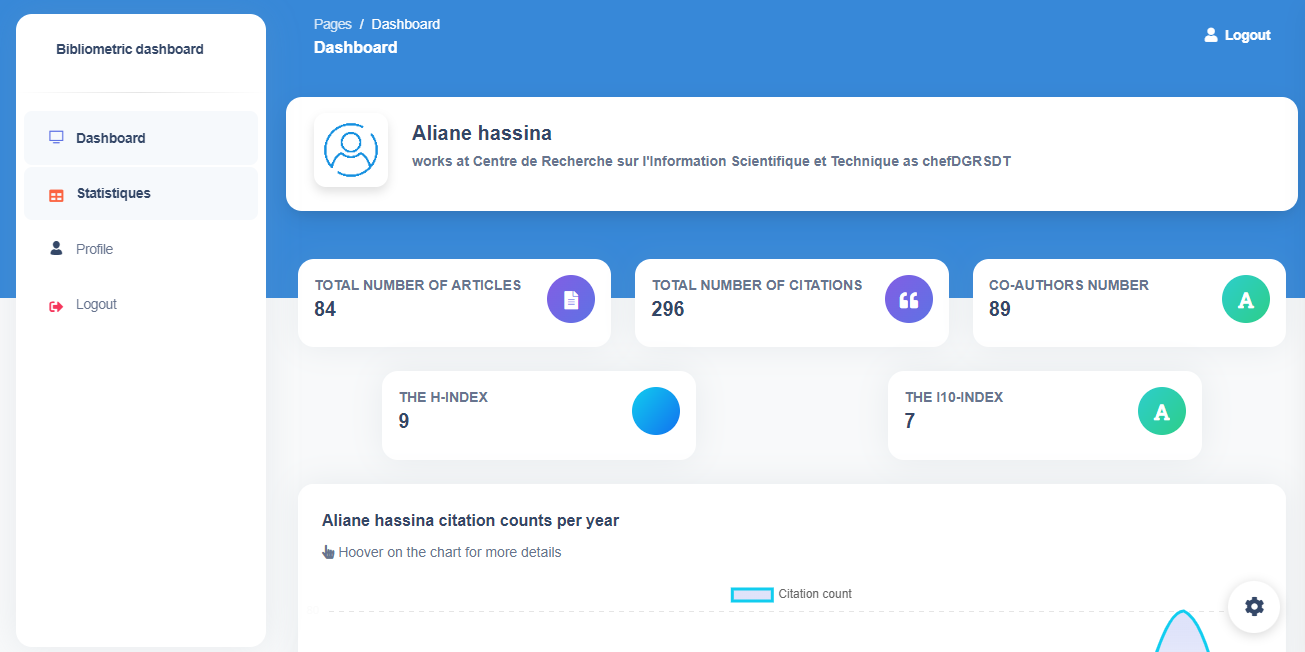 Bibliometric dashboard
Dashboard
Statistiques
Profile
Logout
Pages / Dashboard
Dashboard
Logout
Aliane hassina
works at Centre de Recherche sur l'Information Scientifique et Technique as chefDGRSDT
TOTAL NUMBER OF ARTICLES
84
TOTAL NUMBER OF CITATIONS
296
CO-AUTHORS NUMBER
89
A
THE H-INDEX
9
THE I10-INDEX
7
A
Aliane hassina citation counts per year
Hoover on the chart for more details
Citation count